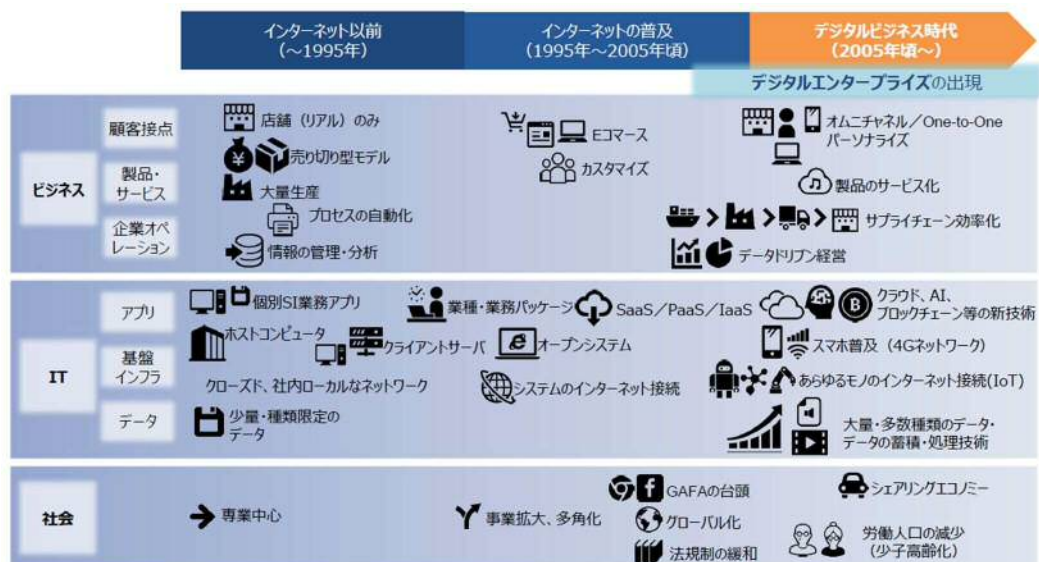 インターネット以前
(~1995年)
インターネットの普及
(1995年~2005年頃)
デジタルビジネス時代
(2005年頃~)
デジタルエンタープライズの出現
ビジネス
顧客接点
製品・
サービス
企業オペ
レーション
店舗(リアル)のみ
売り切り型モデル
大量生産
プロセスの自動化
情報の管理・分析
Eコマース
カスタマイズ
オムニチャネル/One-to-One
パーソナライズ
製品のサービス化
サプライチェーン効率化
データドリブン経営
IT
アプリ
基盤
インフラ
データ
個別SI業務アプリ
業種・業務パッケージ
SaaS/PaaS/IaaS
クラウド、AI、
ブロックチェーン等の新技術
ホストコンピュータ
クライアントサーバ
オープンシステム
スマホ普及(4Gネットワーク)
クローズド、社内ローカルなネットワーク
システムのインターネット接続
あらゆるモノのインターネット接続(IoT)
少量・種類限定の
データ
大量・多数種類のデータ・
データの蓄積・処理技術
社会
専業中心
事業拡大、多角化
GAFAの台頭
グローバル化
法規制の緩和
シェアリングエコノミー
労働人口の減少
(少子高齢化)